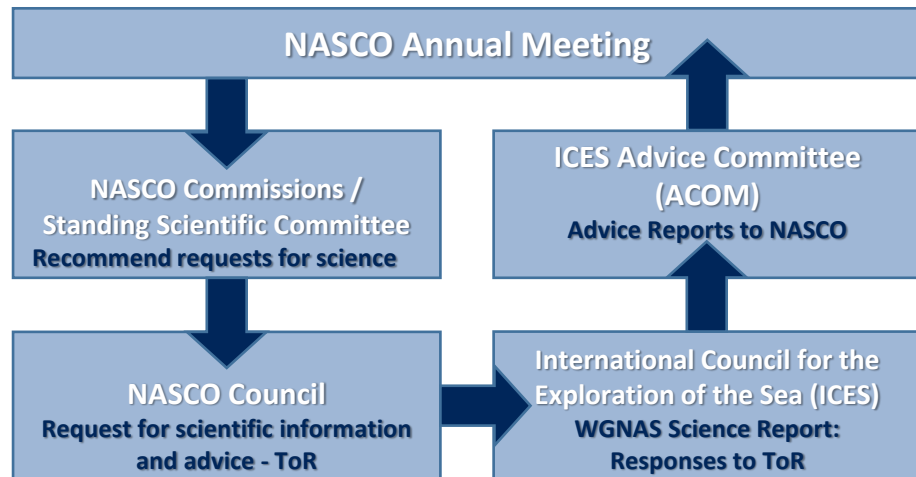 NASCO Annual Meeting
NASCO Commissions /
Standing Scientific Committee
Recommend requests for science
ICES Advice Committee
(ACOM)
Advice Reports to NASCO
NASCO Council
Request for scientific information
and advice - ToR
International Council for the
Exploration of the Sea (ICES)
WGNAS Science Report:
Responses to ToR